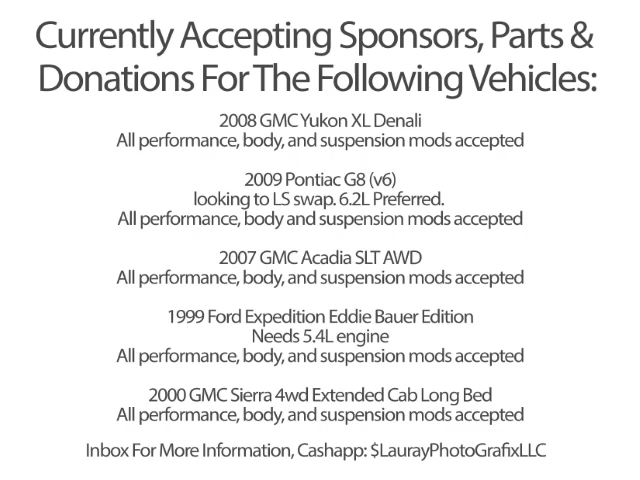 Currently Accepting Sponsors, Parts &
Donations For The Following Vehicles:
2008 GMC Yukon XL Denali
All performance, body, and suspension mods accepted
2009 Pontiac G8 (v6)
looking to LS swap. 6.2L Preferred.
All performance, body and suspension mods accepted
2007 GMC Acadia SLT AWD
All performance, body, and suspension mods accepted
1999 Ford Expedition Eddie Bauer Edition
Needs 5.4L engine
All performance, body, and suspension mods accepted
2000 GMC Sierra 4wd Extended Cab Long Bed
All performance, body, and suspension mods accepted
Inbox For More Information, Cashapp: $LaurayPhotoGrafixLLC